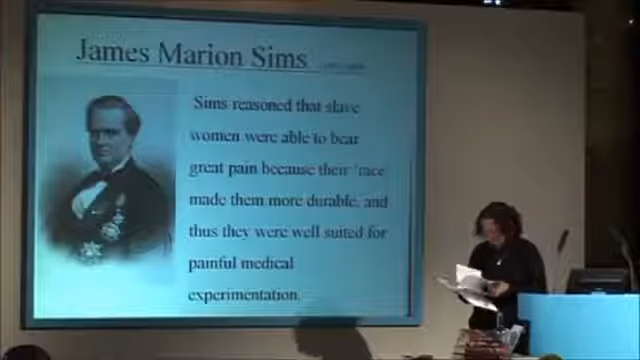 James Marion Sims
Sims reasoned that slave
women were able to bear
great pain because their 'race
made them more durable, and
thus they were well suited for
painful medical
experimentation.